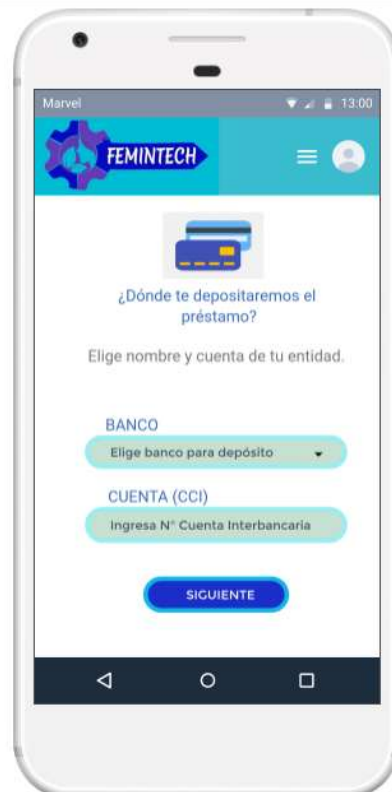 Marvel 13:00
FEMINTECH
¿Dónde te depositaremos el
préstamo?
Elige nombre y cuenta de tu entidad.
BANCO
Elige banco para depósito
CUENTA (CCI)
Ingresa N° Cuenta Interbancaria
SIGUIENTE